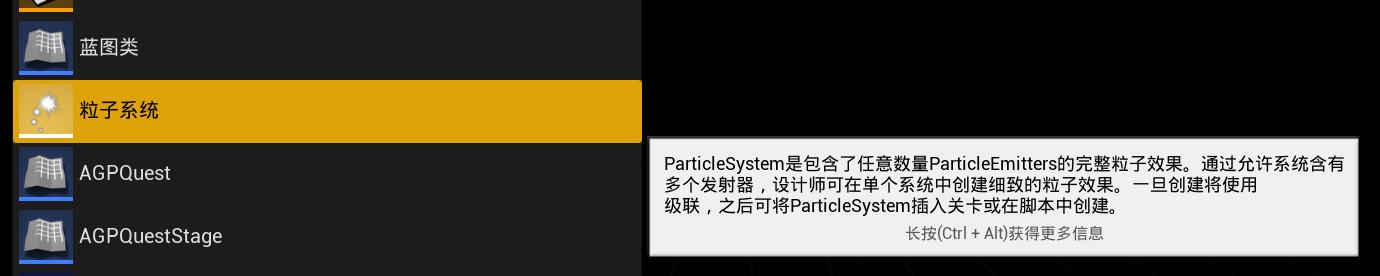 蓝图类
粒子系统
AGPQuest
AGPQuestStage
ParticleSystem是包含了任意数量ParticleEmitters的完整粒子效果。通过允许系统含有
多个发射器，设计师可在单个系统中创建细致的粒子效果。一旦创建将使用
级联，之后可将ParticleSystem插入关卡或在脚本中创建。
长按(Ctrl + Alt)获得更多信息